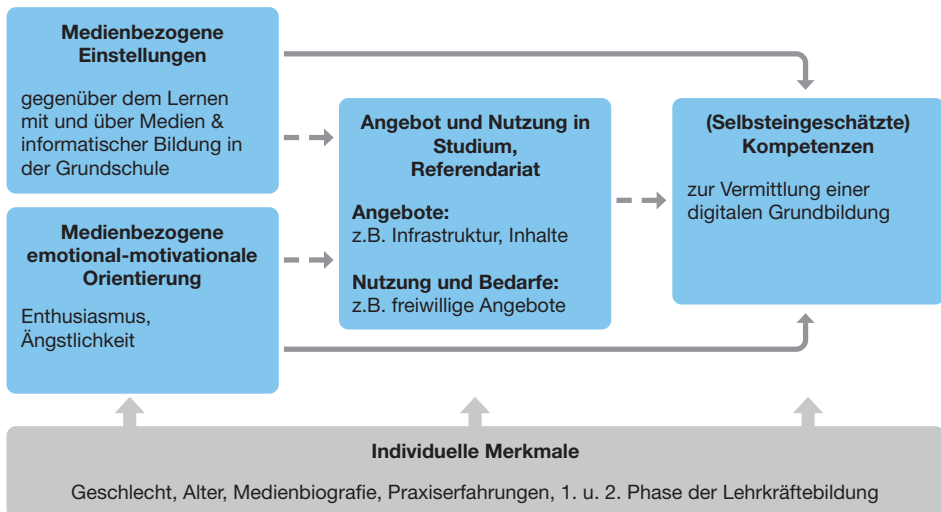 Medienbezogene
Einstellungen
gegenüber dem Lernen
mit und über Medien &
informatischer Bildung in
der Grundschule
Medienbezogene
emotional-motivationale
Orientierung
Enthusiasmus,
Ängstlichkeit
Angebot und Nutzung in
Studium,
Referendariat
Angebote:
z.B. Infrastruktur, Inhalte
Nutzung und Bedarfe:
z.B. freiwillige Angebote
(Selbsteingeschätzte)
Kompetenzen
zur Vermittlung einer
digitalen Grundbildung
Individuelle Merkmale
Geschlecht, Alter, Medienbiografie, Praxiserfahrungen, 1. u. 2. Phase der Lehrkräftebildung